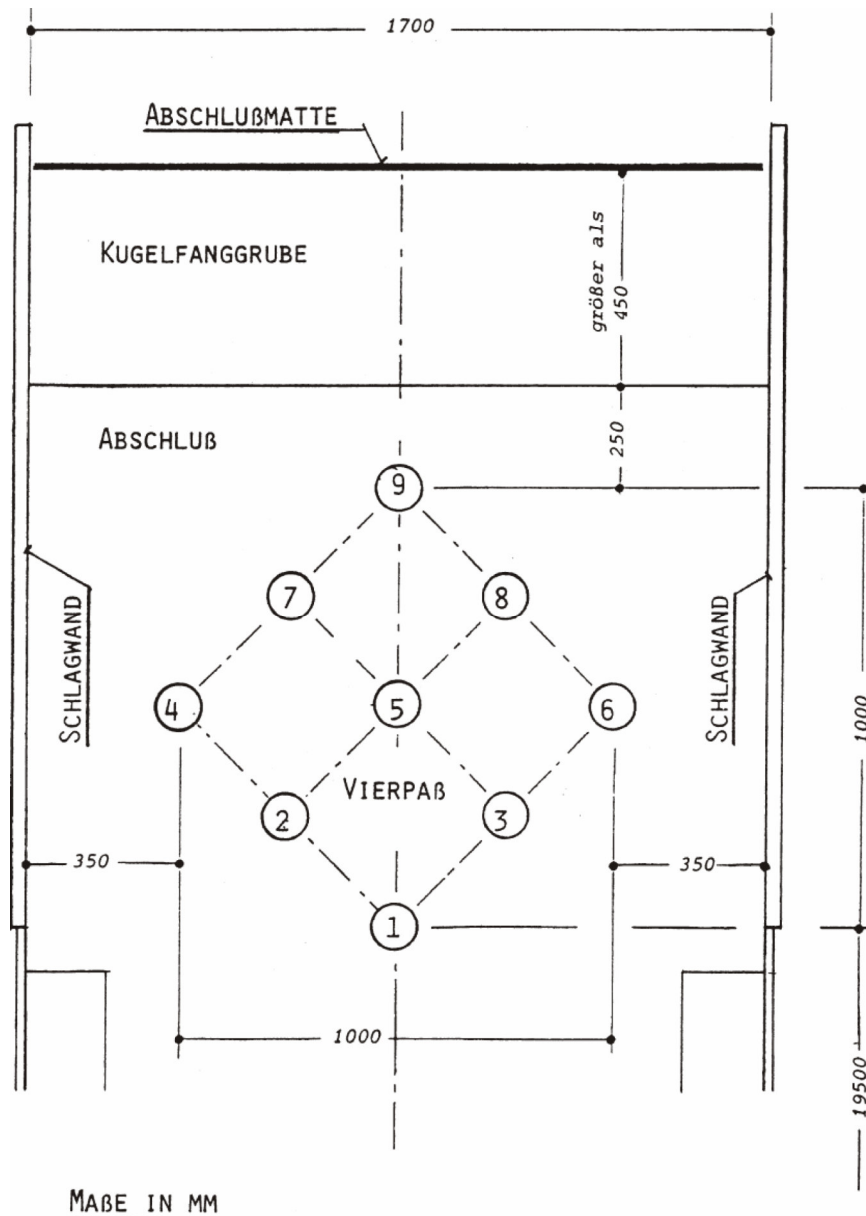 1700
ABSCHLUßMATTE
KUGELFANGGRUBE
größer als
450
ABSCHLUß
250
9
7
8
SCHLAGWAND
SCHLAGWAND
4
5
6
1000
VIERPAß
2
3
350
350
1
1000
19500
MAßE IN MM